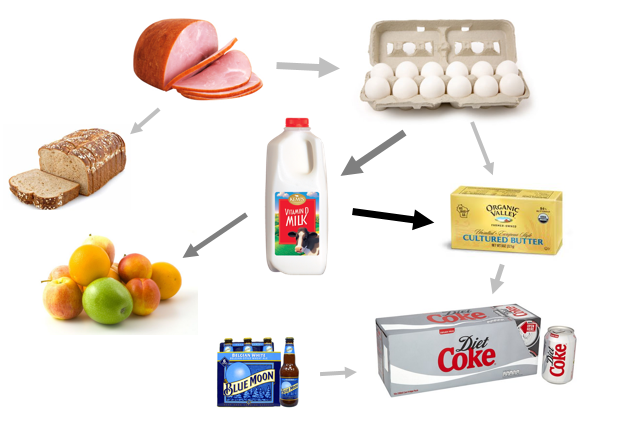 VITAMIN D
MILK
ORGANIC
VALLEY
CULTURED BUTTER
Diet
Coke
Diet
Coke
BELGIAN WHITE
BLUE MOON